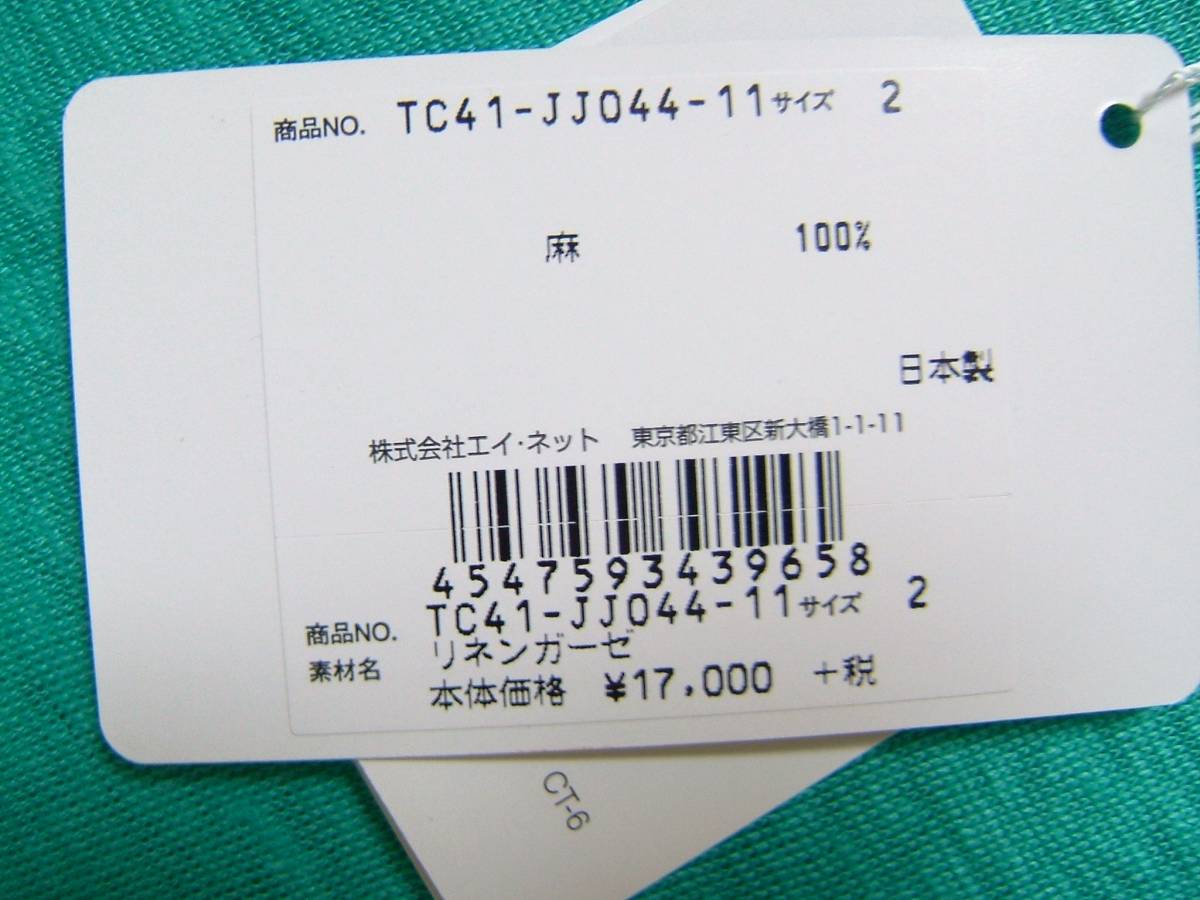 商品NO. TC41-JJ044-11サイズ 2
麻 100%
日本製
株式会社エイ・ネット 東京都江東区新大橋1-1-11
4547593439658
商品NO. TC41-JJ044-11サイズ 2
素材名 リネンガーゼ
本体価格 ¥17,000 +税
CT-6